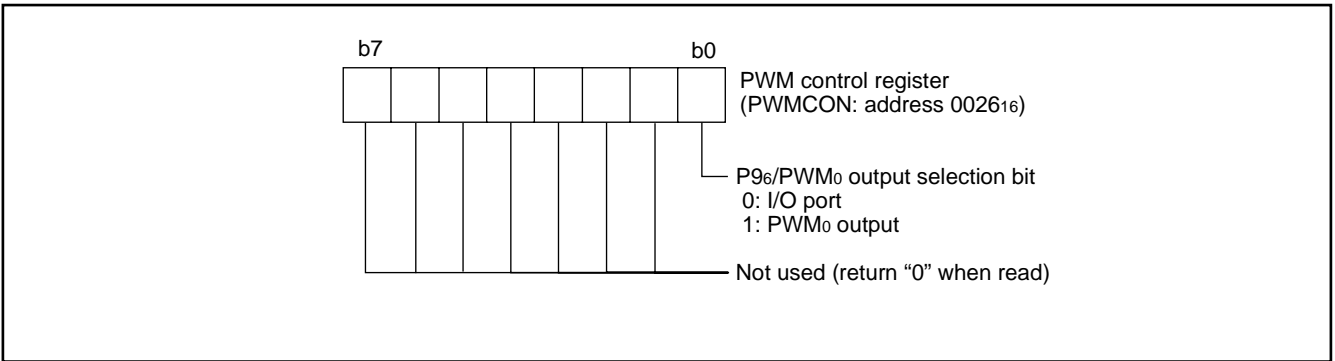 b7 b0
PWM control register
(PWMCON: address 0026₁₆)
P9₆/PWM₀ output selection bit
0: I/O port
1: PWM₀ output
Not used (return “0” when read)